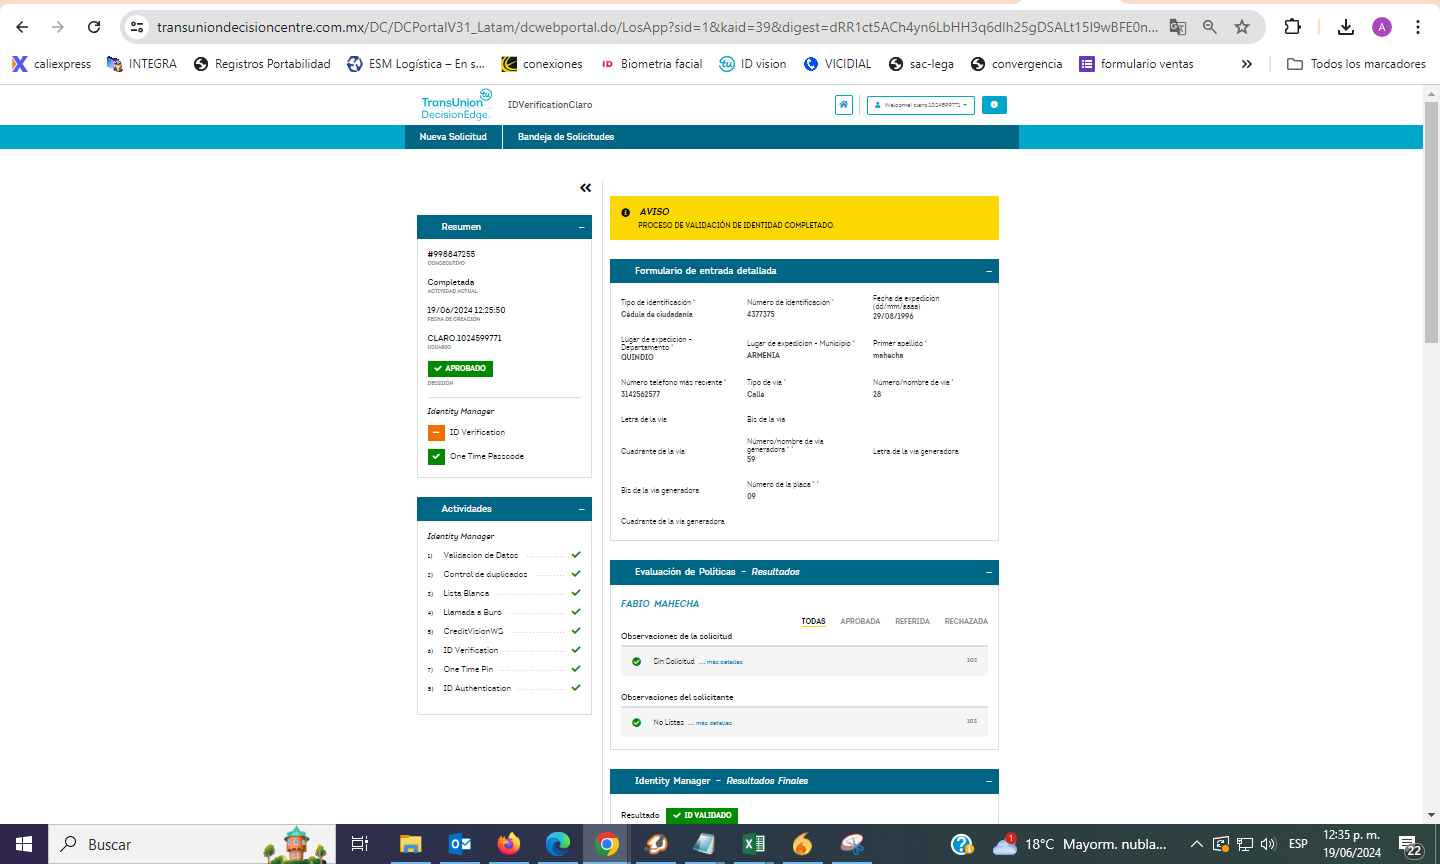 transuniondecisioncentre.com.mx/DC/DCPortalV31_Latam/dcwebportal.do/LosApp?sid=1&kaid=39&digest=dRR1ct5ACh4yn6LbHH3q6dlh25gDSALt15I9wBFE0n...
A
caliexpress
INTEGRA
Registros Portabilidad
ESM Logística – En s...
conexiones
ID Biometria facial
tu ID vision
VICIDIAL
sac-lega
convergencia
formulario ventas
»
Todos los marcadores
TransUnion tu
DecisionEdge.
IDVerificationClaro
Welcome! claro.1024599771
Nueva Solicitud
Bandeja de Solicitudes
«
Resumen
#998847255
CONSECUTIVO
Completada
ACTIVIDAD ACTUAL
19/06/2024 12:25:50
FECHA DE CREACIÓN
CLARO.1024599771
USUARIO
APROBADO
DECISIÓN
Identity Manager
ID Verification
One Time Passcode
Actividades
Identity Manager
1) Validación de Datos
2) Control de duplicados
3) Lista Blanca
4) Llamada a Buró
5) CreditVisionWS
6) ID Verification
7) One Time Pin
8) ID Authentication
AVISO
PROCESO DE VALIDACIÓN DE IDENTIDAD COMPLETADO.
Formulario de entrada detallada
Tipo de identificación *
Cédula de ciudadanía
Número de identificación *
4377375
Fecha de expedición
(dd/mm/aaaa)
29/08/1996
Lugar de expedición -
Departamento *
QUINDIO
Lugar de expedición - Municipio *
ARMENIA
Primer apellido *
mahecha
Número teléfono más reciente *
3142562577
Tipo de vía *
Calle
Número/nombre de vía *
28
Letra de la vía
Bis de la vía
Cuadrante de la vía
Número/nombre de vía
generadora * *
59
Letra de la vía generadora
Bis de la vía generadora
Número de la placa * *
09
Cuadrante de la vía generadora
Evaluación de Políticas - Resultados
FABIO MAHECHA
TODAS
APROBADA
REFERIDA
RECHAZADA
Observaciones de la solicitud
Sin Solicitud. ... más detalles
102
Observaciones del solicitante
No Listas ... más detalles
103
Identity Manager - Resultados Finales
Resultado
ID VALIDADO
Buscar
1
18°C Mayorm. nubla...
ESP
12:35 p. m.
19/06/2024
22